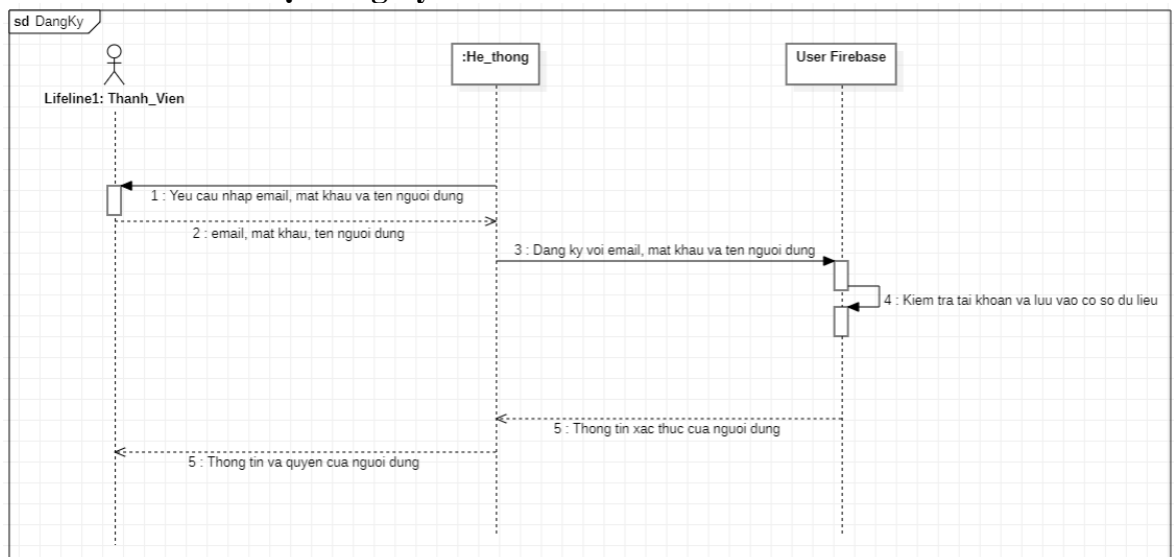 sd DangKy
:He_thong
User Firebase
Lifeline1: Thanh_Vien
1 : Yeu cau nhap email, mat khau va ten nguoi dung
2 : email, mat khau, ten nguoi dung
3 : Dang ky voi email, mat khau va ten nguoi dung
4 : Kiem tra tai khoan va luu vao co so du lieu
5 : Thong tin xac thuc cua nguoi dung
5 : Thong tin va quyen cua nguoi dung